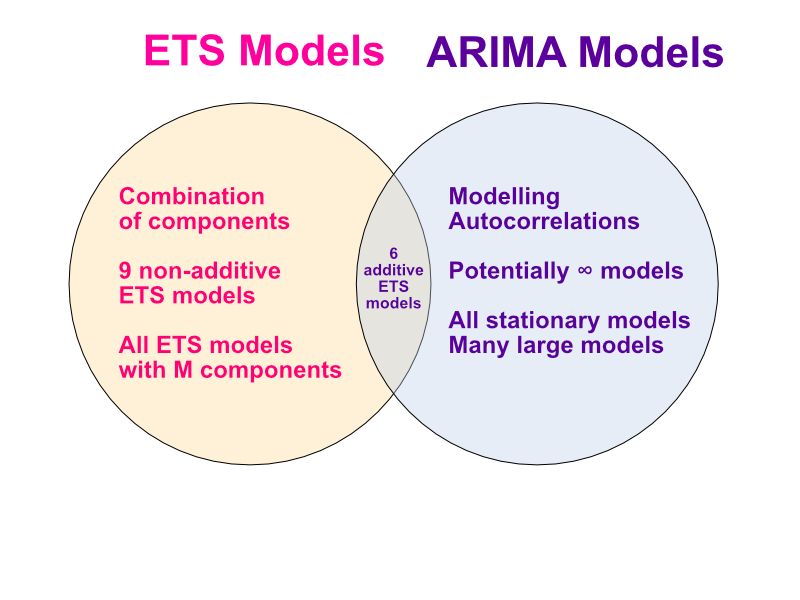 ETS Models
ARIMA Models
Combination
of components
9 non-additive
ETS models
All ETS models
with M components
6
additive
ETS
models
Modelling
Autocorrelations
Potentially ∞ models
All stationary models
Many large models